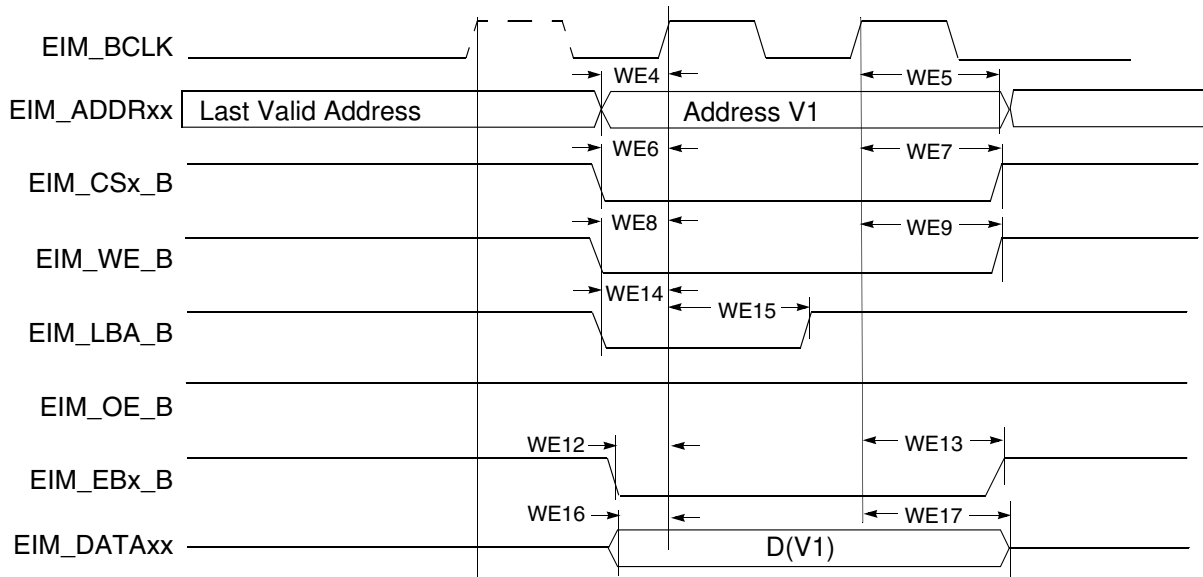 EIM_BCLK
WE4
WE5
EIM_ADDRxx
Last Valid Address
Address V1
WE6
WE7
EIM_CSx_B
WE8
WE9
EIM_WE_B
WE14
WE15
EIM_LBA_B
EIM_OE_B
WE12
WE13
EIM_EBx_B
WE16
WE17
EIM_DATAxx
D(V1)